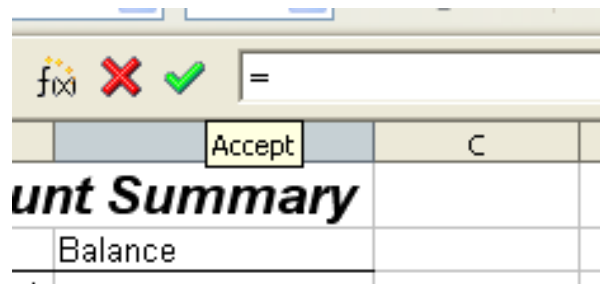 f(x) =
Accept C
unt Summary
Balance